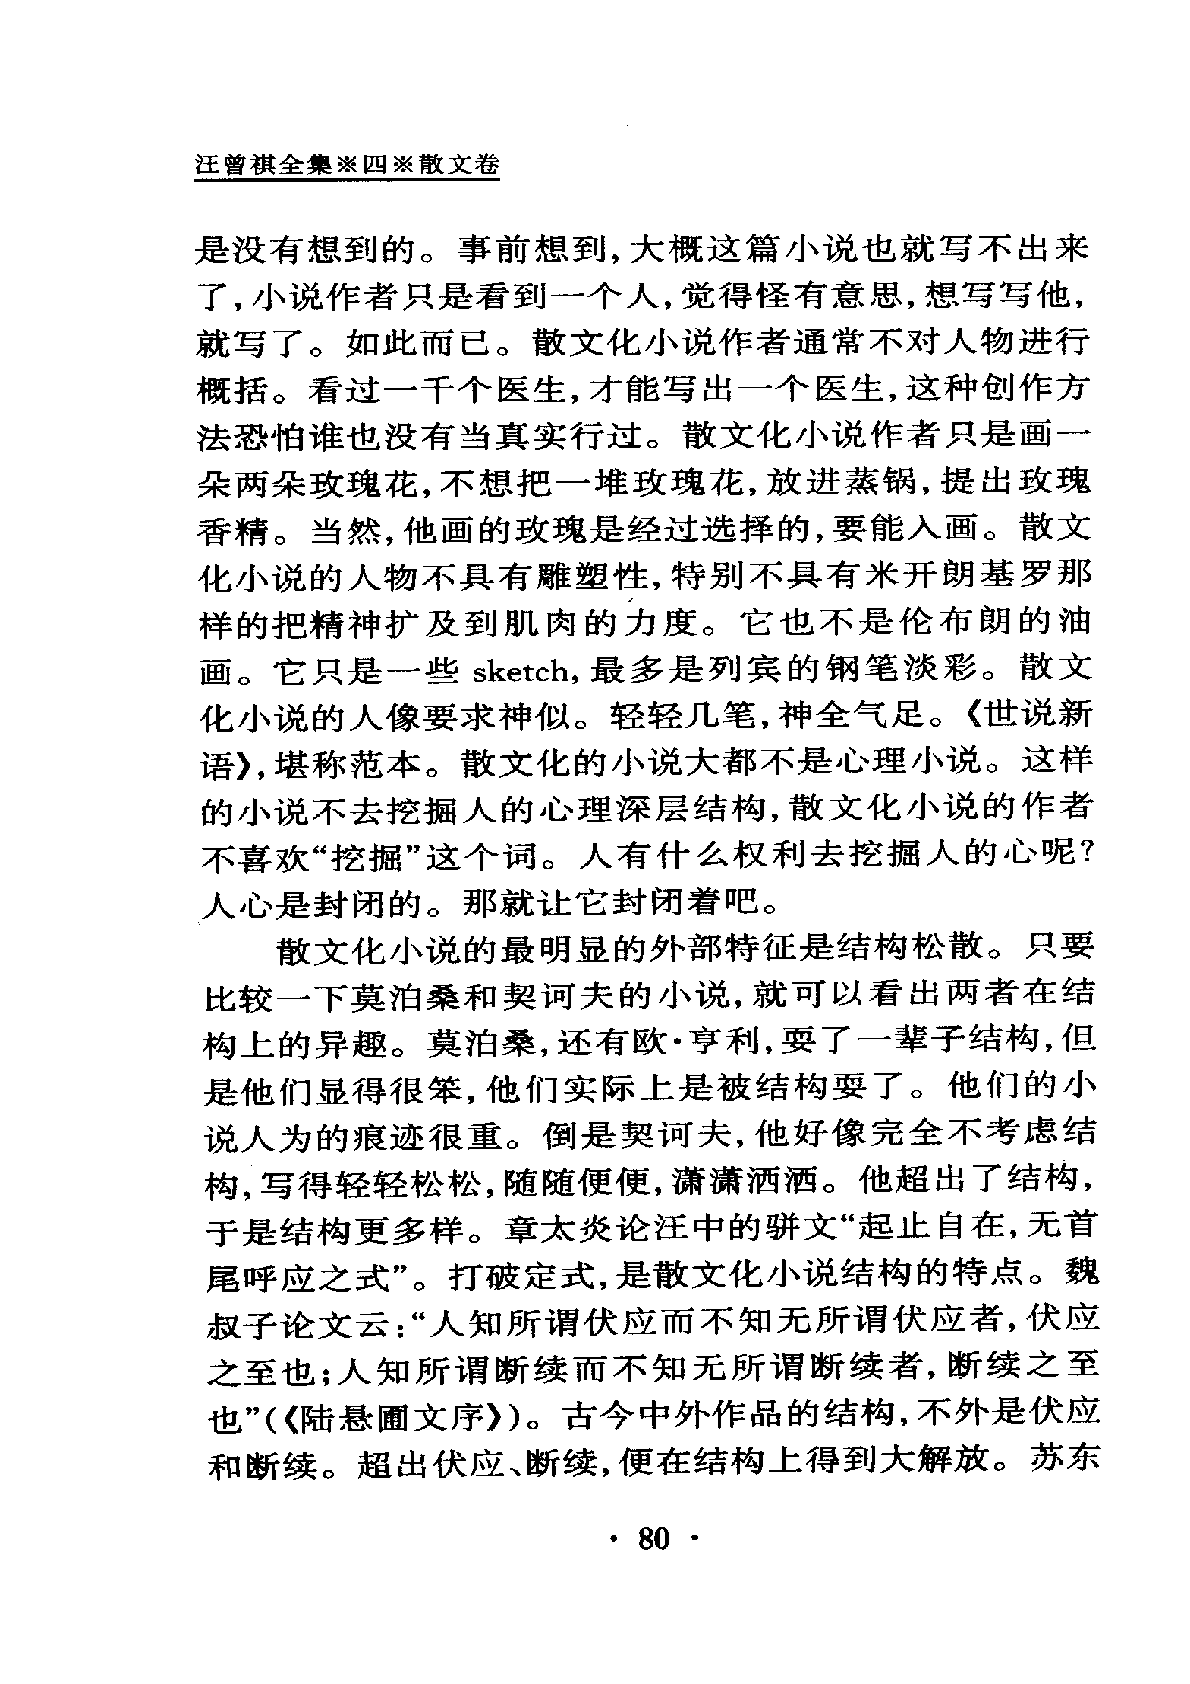 汪曾祺全集※四※散文卷
是没有想到的。事前想到,大概这篇小说也就写不出来
了,小说作者只是看到一个人,觉得怪有意思,想写写他,
就写了。如此而已。散文化小说作者通常不对人物进行
概括。看过一千个医生,才能写出一个医生,这种创作方
法恐怕谁也没有当真实行过。散文化小说作者只是画一
朵两朵玫瑰花,不想把一堆玫瑰花,放进蒸锅,提出玫瑰
香精。当然,他画的玫瑰是经过选择的,要能入画。散文
化小说的人物不具有雕塑性,特别不具有米开朗基罗那
样的把精神扩及到肌肉的力度。它也不是伦布朗的油
画。它只是一些 sketch,最多是列宾的钢笔淡彩。散文
化小说的人像要求神似。轻轻几笔,神全气足。《世说新
语》,堪称范本。散文化的小说大都不是心理小说。这样
的小说不去挖掘人的心理深层结构,散文化小说的作者
不喜欢“挖掘”这个词。人有什么权利去挖掘人的心呢?
人心是封闭的。那就让它封闭着吧。
散文化小说的最明显的外部特征是结构松散。只要
比较一下莫泊桑和契诃夫的小说,就可以看出两者在结
构上的异趣。莫泊桑,还有欧·亨利,耍了一辈子结构,但
是他们显得很笨,他们实际上是被结构耍了。他们的小
说人为的痕迹很重。倒是契诃夫,他好像完全不考虑结
构,写得轻轻松松,随随便便,潇潇洒洒。他超出了结构,
于是结构更多样。章太炎论汪中的骈文“起止自在,无首
尾呼应之式”。打破定式,是散文化小说结构的特点。魏
叔子论文云:“人知所谓伏应而不知无所谓伏应者,伏应
之至也;人知所谓断续而不知无所谓断续者,断续之至
也”(《陆悬圃文序》)。古今中外作品的结构,不外是伏应
和断续。超出伏应、断续,便在结构上得到大解放。苏东
· 80 ·